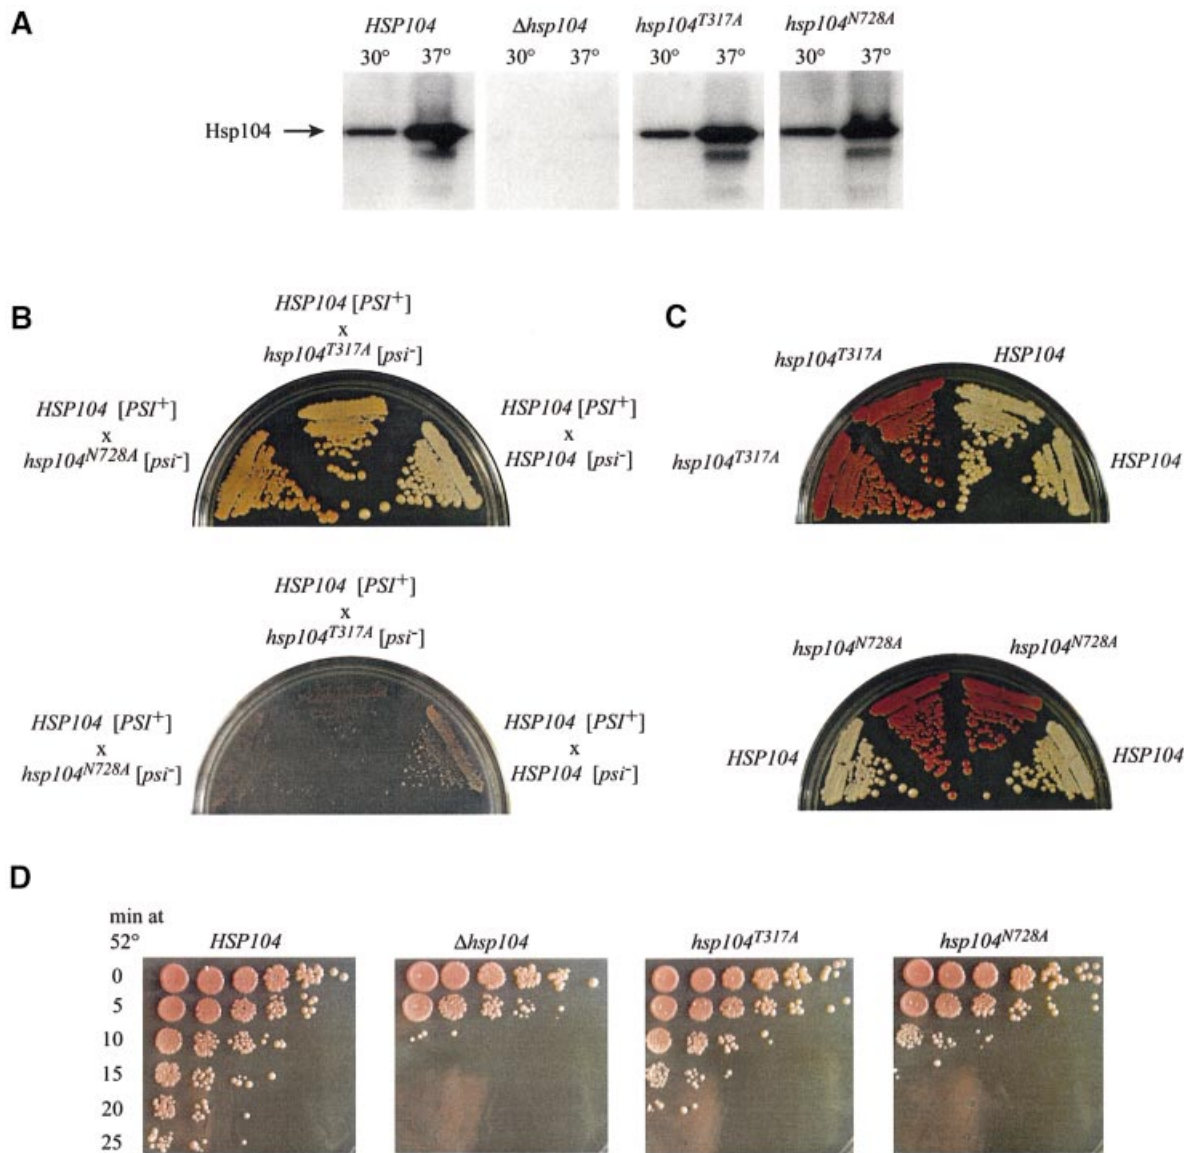 A
HSP104
Δhsp104
hsp104T317A
hsp104N728A
30° 37°
30° 37°
30° 37°
30° 37°
Hsp104
B
HSP104 [PSI+]
x
hsp104T317A [psi-]
HSP104 [PSI+]
x
hsp104N728A [psi-]
HSP104 [PSI+]
x
HSP104 [psi-]
HSP104 [PSI+]
x
hsp104T317A [psi-]
HSP104 [PSI+]
x
hsp104N728A [psi-]
HSP104 [PSI+]
x
HSP104 [psi-]
C
hsp104T317A
HSP104
hsp104T317A
HSP104
hsp104N728A
hsp104N728A
HSP104
HSP104
D
min at
52°
HSP104
Δhsp104
hsp104T317A
hsp104N728A
0
5
10
15
20
25